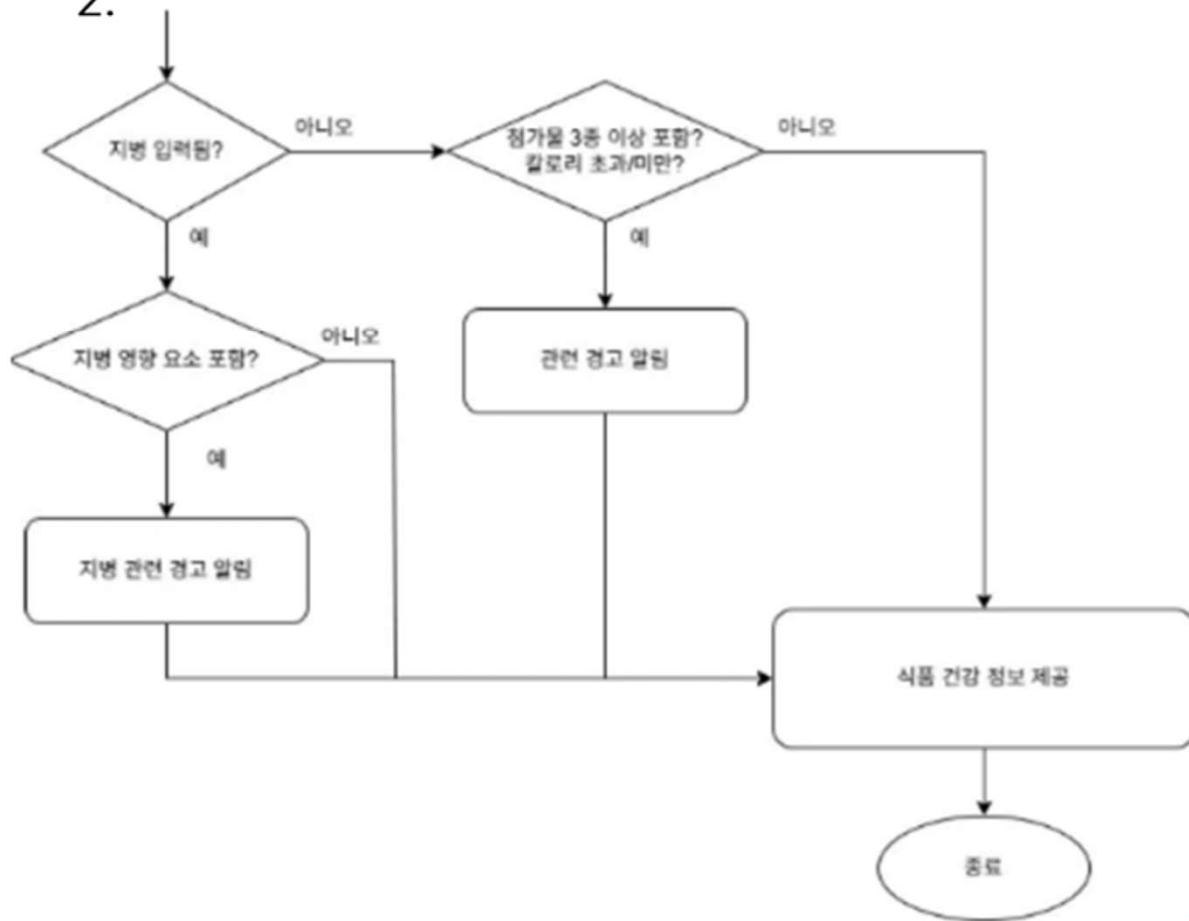 2.
지병 입력됨?
아니오
첨가물 3종 이상 포함?
칼로리 초과/미만?
아니오
예
예
지병 영향 요소 포함?
아니오
관련 경고 알림
예
지병 관련 경고 알림
식품 건강 정보 제공
종료